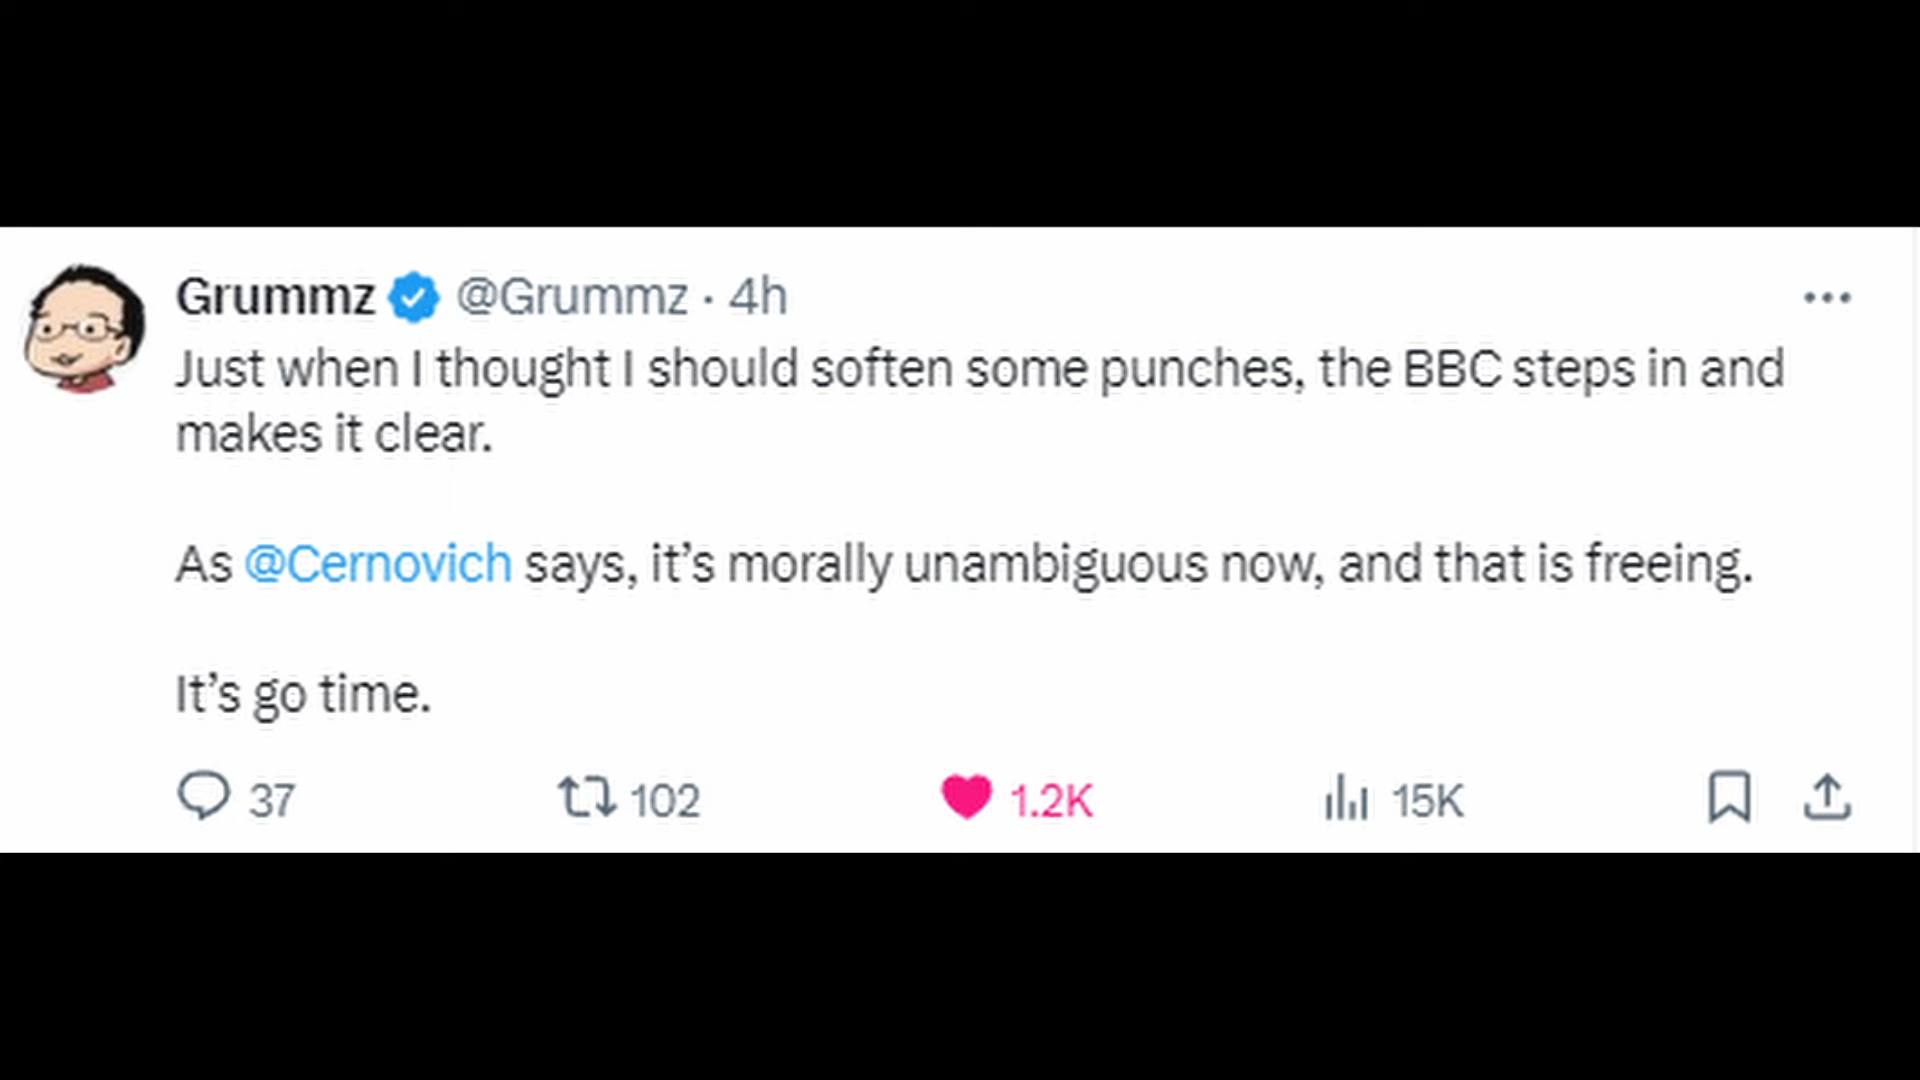 Grummz @Grummz · 4h
Just when I thought I should soften some punches, the BBC steps in and
makes it clear.
As @Cernovich says, it’s morally unambiguous now, and that is freeing.
It’s go time.
37 102 1.2K 15K